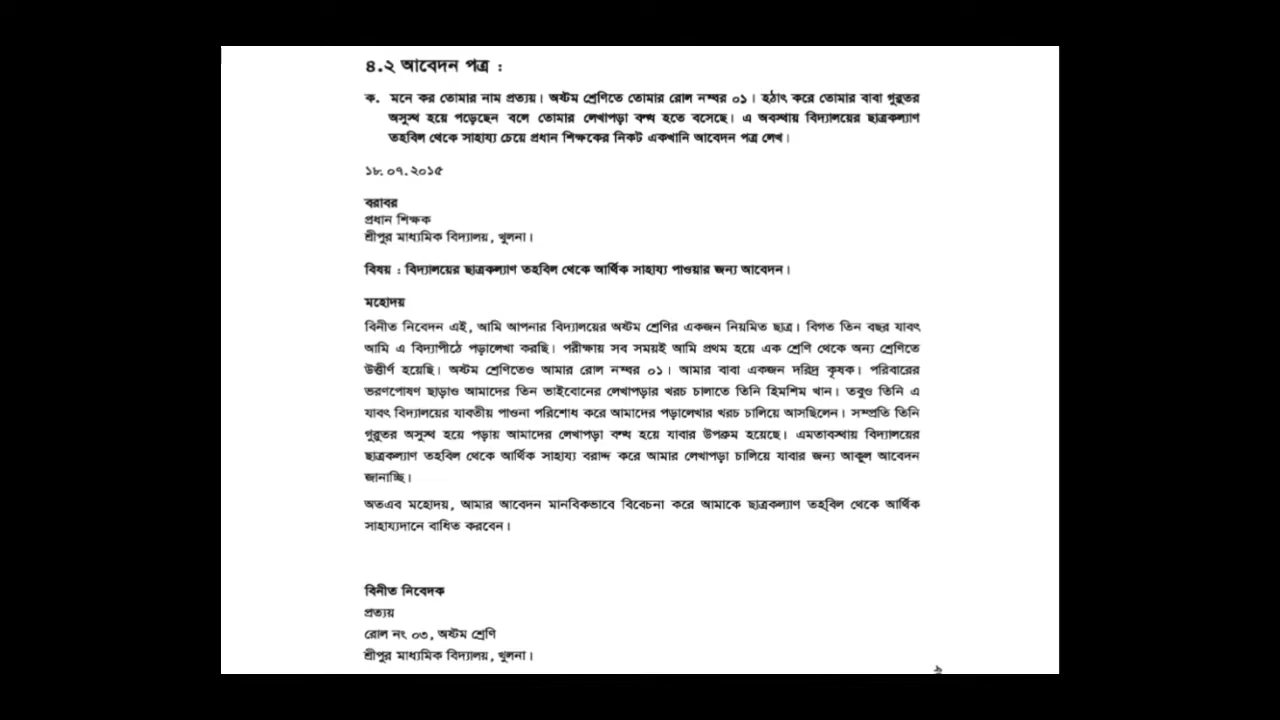 ৪.২ আবেদন পত্র :
ক. মনে কর তোমার নাম প্রত্যয়। অষ্টম শ্রেণিতে তোমার রোল নম্বর ০১। হঠাৎ করে তোমার বাবা গুরুতর
অসুস্থ হয়ে পড়েছেন বলে তোমার লেখাপড়া বন্ধ হতে বসেছে। এ অবস্থায় বিদ্যালয়ের ছাত্রকল্যাণ
তহবিল থেকে সাহায্য চেয়ে প্রধান শিক্ষকের নিকট একখানি আবেদন পত্র লেখ।
১৮.০৭.২০১৫
বরাবর
প্রধান শিক্ষক
শ্রীপুর মাধ্যমিক বিদ্যালয়, খুলনা।
বিষয় : বিদ্যালয়ের ছাত্রকল্যাণ তহবিল থেকে আর্থিক সাহায্য পাওয়ার জন্য আবেদন।
মহোদয়
বিনীত নিবেদন এই, আমি আপনার বিদ্যালয়ের অষ্টম শ্রেণির একজন নিয়মিত ছাত্র। বিগত তিন বছর যাবৎ
আমি এ বিদ্যাপীঠে পড়ালেখা করছি। পরীক্ষায় সব সময়ই আমি প্রথম হয়ে এক শ্রেণি থেকে অন্য শ্রেণিতে
উত্তীর্ণ হয়েছি। অষ্টম শ্রেণিতেও আমার রোল নম্বর ০১। আমার বাবা একজন দরিদ্র কৃষক। পরিবারের
ভরণপোষণ ছাড়াও আমাদের তিন ভাইবোনের লেখাপড়ার খরচ চালাতে তিনি হিমশিম খান। তবুও তিনি এ
যাবৎ বিদ্যালয়ের যাবতীয় পাওনা পরিশোধ করে আমাদের পড়ালেখার খরচ চালিয়ে আসছিলেন। সম্প্রতি তিনি
গুরুতর অসুস্থ হয়ে পড়ায় আমাদের লেখাপড়া বন্ধ হয়ে যাবার উপক্রম হয়েছে। এমতাবস্থায় বিদ্যালয়ের
ছাত্রকল্যাণ তহবিল থেকে আর্থিক সাহায্য বরাদ্দ করে আমার লেখাপড়া চালিয়ে যাবার জন্য আকুল আবেদন
জানাচ্ছি।
অতএব মহোদয়, আমার আবেদন মানবিকভাবে বিবেচনা করে আমাকে ছাত্রকল্যাণ তহবিল থেকে আর্থিক
সাহায্যদানে বাধিত করবেন।
বিনীত নিবেদক
প্রত্যয়
রোল নং ০৩, অষ্টম শ্রেণি
শ্রীপুর মাধ্যমিক বিদ্যালয়, খুলনা।